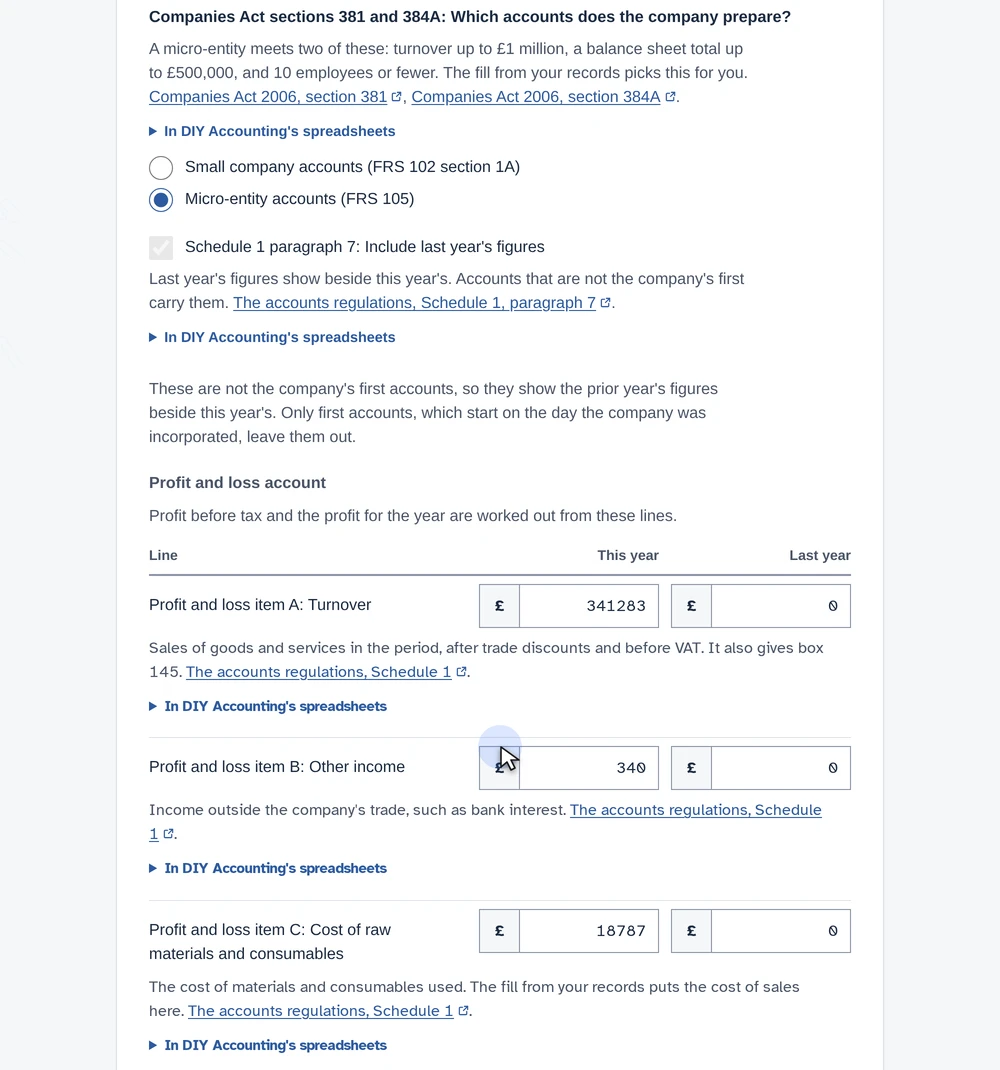 Companies Act sections 381 and 384A: Which accounts does the company prepare?
A micro-entity meets two of these: turnover up to £1 million, a balance sheet total up
to £500,000, and 10 employees or fewer. The fill from your records picks this for you.
Companies Act 2006, section 381, Companies Act 2006, section 384A.
In DIY Accounting's spreadsheets
Small company accounts (FRS 102 section 1A)
Micro-entity accounts (FRS 105)
Schedule 1 paragraph 7: Include last year's figures
Last year's figures show beside this year's. Accounts that are not the company's first
carry them. The accounts regulations, Schedule 1, paragraph 7.
In DIY Accounting's spreadsheets
These are not the company's first accounts, so they show the prior year's figures
beside this year's. Only first accounts, which start on the day the company was
incorporated, leave them out.
Profit and loss account
Profit before tax and the profit for the year are worked out from these lines.
Line This year Last year
Profit and loss item A: Turnover £ 341283 £ 0
Sales of goods and services in the period, after trade discounts and before VAT. It also gives box
145. The accounts regulations, Schedule 1.
In DIY Accounting's spreadsheets
Profit and loss item B: Other income £ 340 £ 0
Income outside the company's trade, such as bank interest. The accounts regulations, Schedule
1.
In DIY Accounting's spreadsheets
Profit and loss item C: Cost of raw £ 18787 £ 0
materials and consumables
The cost of materials and consumables used. The fill from your records puts the cost of sales
here. The accounts regulations, Schedule 1.
In DIY Accounting's spreadsheets